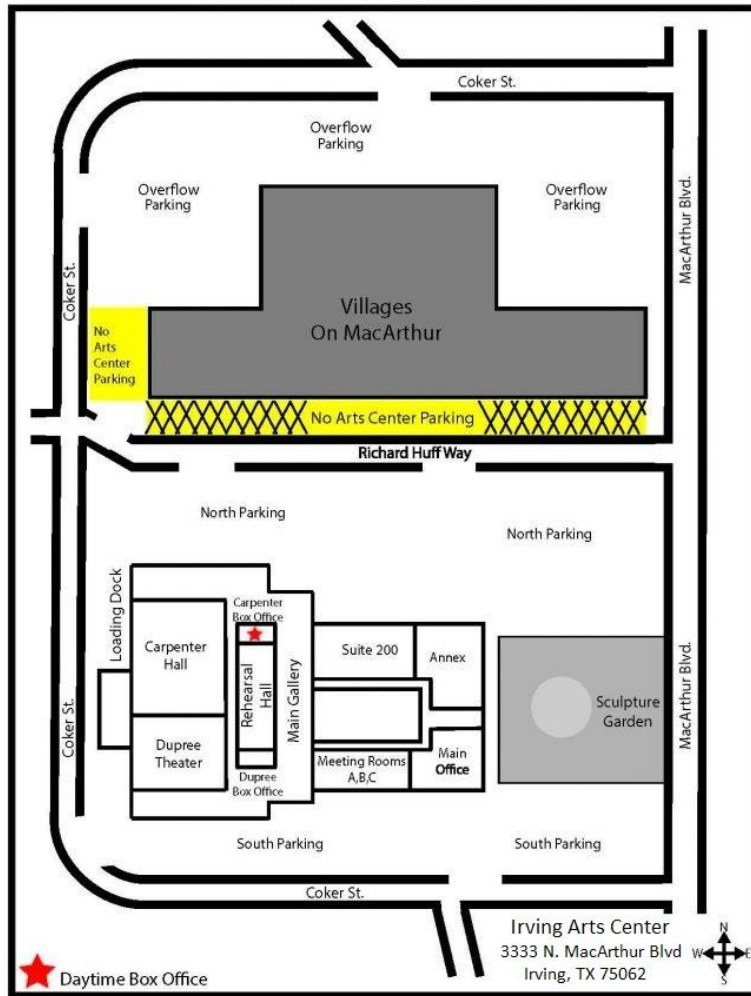 Coker St.
Overflow
Parking
Overflow
Parking
Overflow
Parking
MacArthur Blvd.
Coker St.
Villages
On MacArthur
No
Arts
Center
Parking
No Arts Center Parking
Richard Huff Way
North Parking
North Parking
Loading Dock
Carpenter
Box Office
Carpenter
Hall
Rehearsal
Hall
Main Gallery
Suite 200
Annex
Sculpture
Garden
MacArthur Blvd.
Coker St.
Dupree
Theater
Dupree
Box Office
Meeting Rooms
A,B,C
Main
Office
South Parking
South Parking
Coker St.
Irving Arts Center
3333 N. MacArthur Blvd
Irving, TX 75062
N
W
E
S
Daytime Box Office